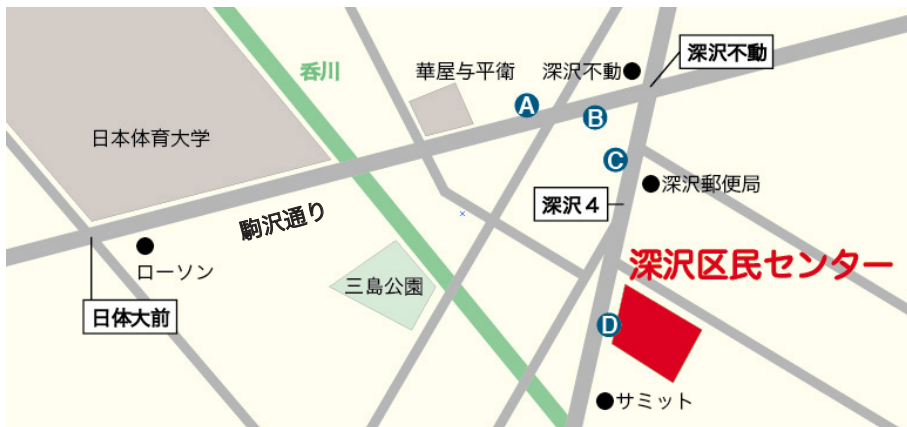 深沢不動
呑川
華屋与平衛
深沢不動
A
B
日本体育大学
C
深沢郵便局
深沢４
駒沢通り
ローソン
三島公園
深沢区民センター
日体大前
D
サミット